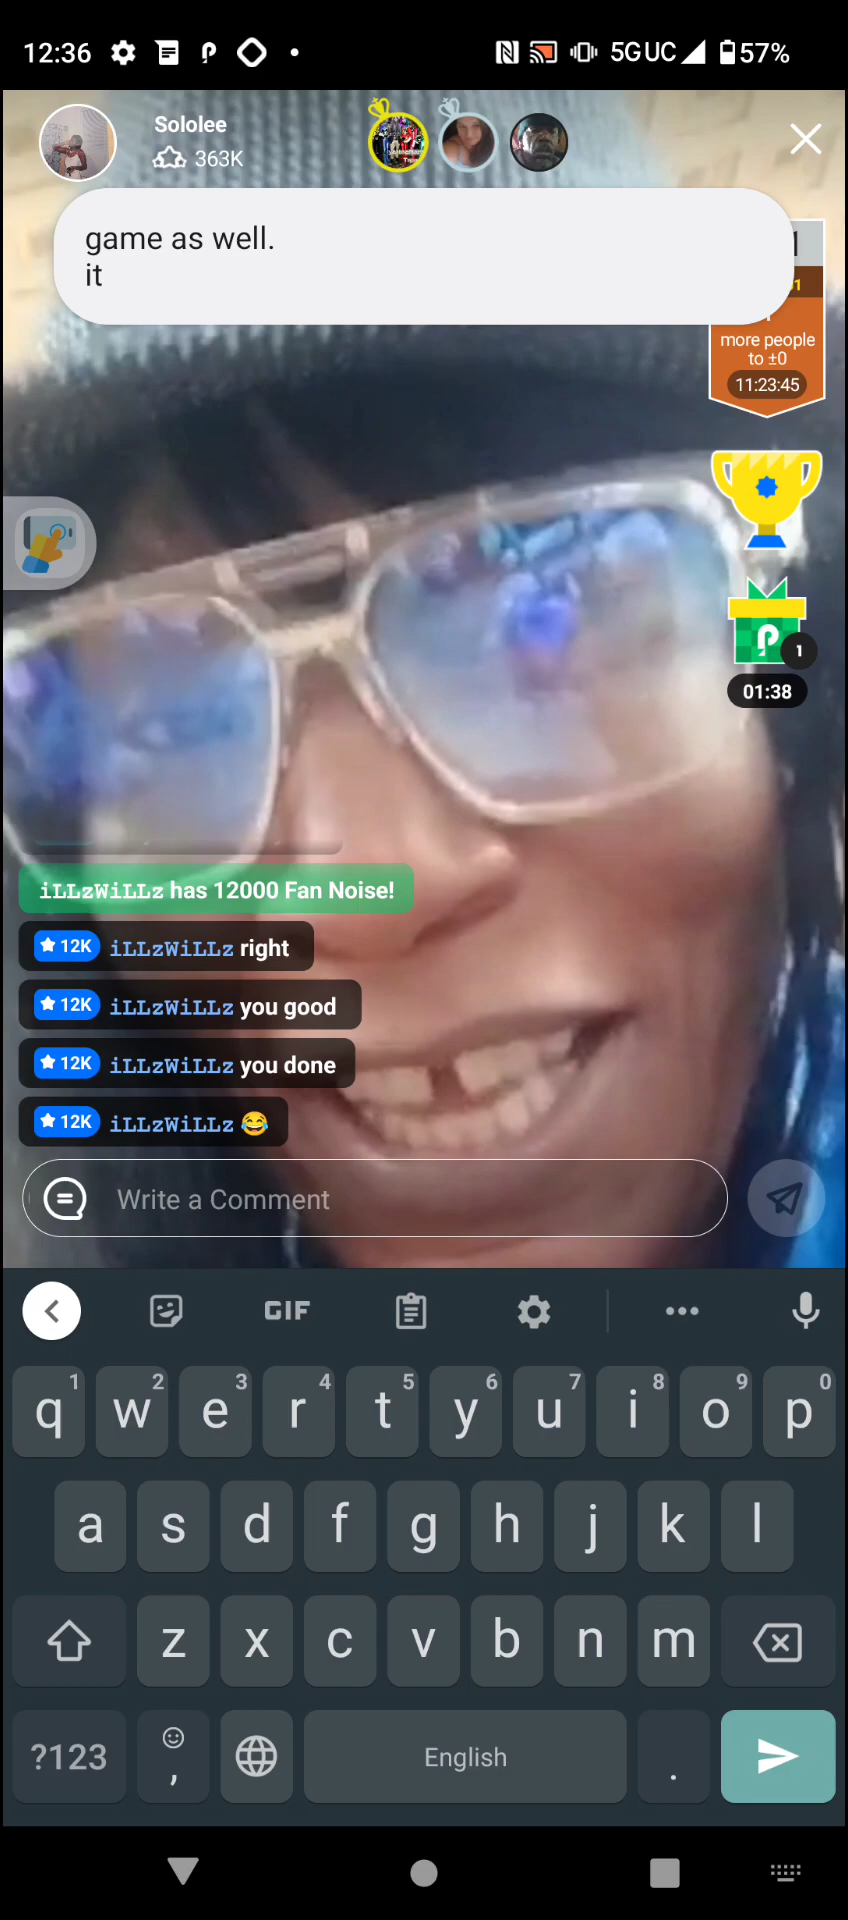 12:36
5G UC
57%
Sololee
363K
game as well.
it
1
more people
to ±0
11:23:45
1
01:38
iLLzWiLLz has 12000 Fan Noise!
12K iLLzWiLLz right
12K iLLzWiLLz you good
12K iLLzWiLLz you done
12K iLLzWiLLz 😂
Write a Comment
GIF
1 2 3 4 5 6 7 8 9 0
q w e r t y u i o p
a s d f g h j k l
z x c v b n m
?123 , English .